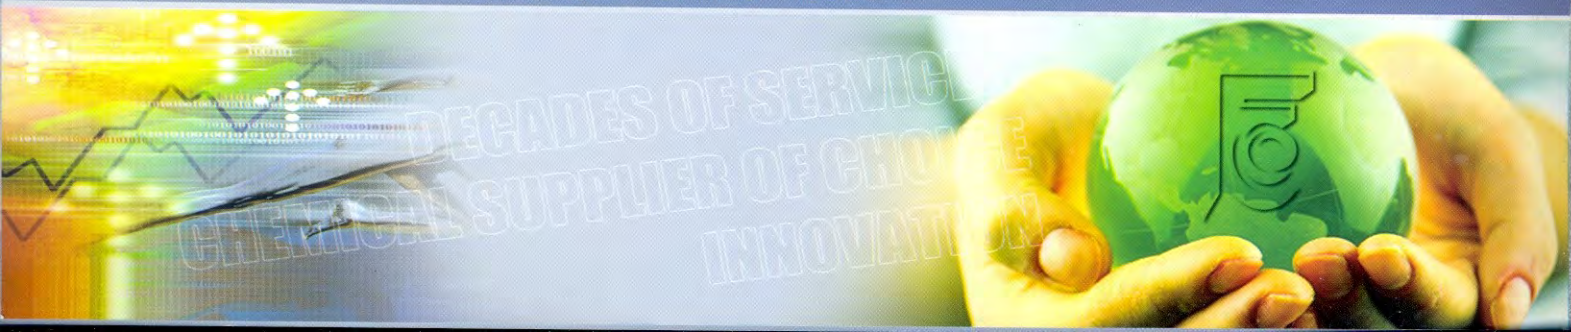 DECADES OF SERVICE
CHEMICAL SUPPLIER OF CHOICE
INNOVATION